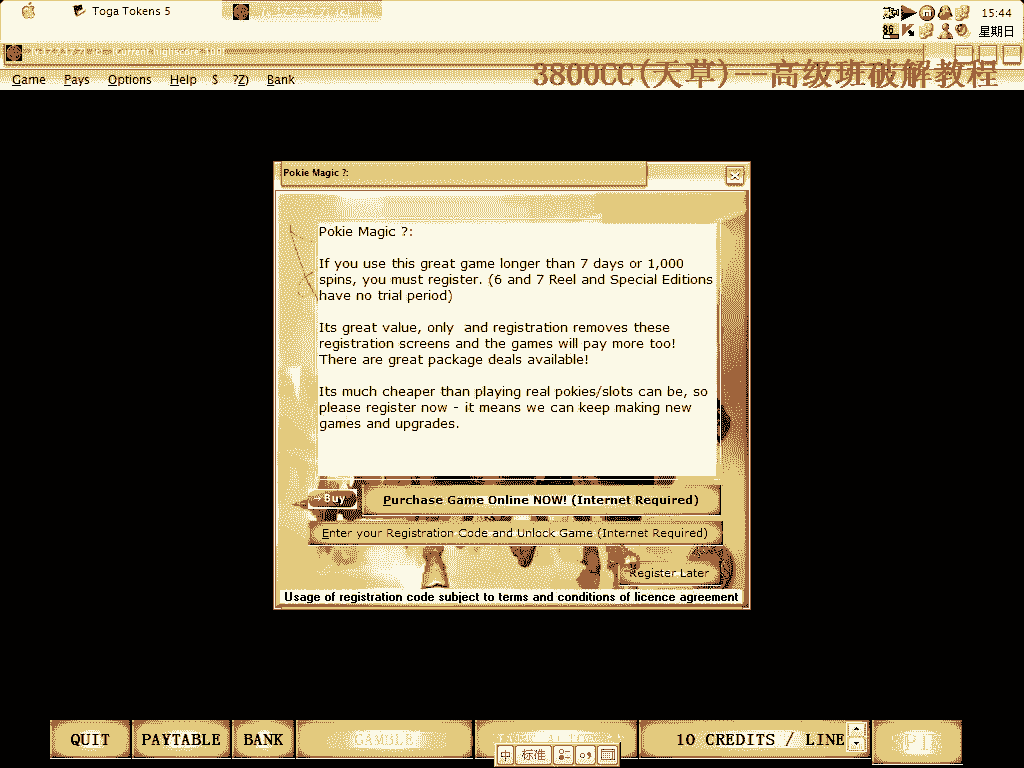 Toga Tokens 5
15:44
星期日
3800CC(天草)--高级班破解教程
Game Pays Options Help $ ?Z) Bank
Pokie Magic ?:
Pokie Magic ?:
If you use this great game longer than 7 days or 1,000
spins, you must register. (6 and 7 Reel and Special Editions
have no trial period)
Its great value, only  and registration removes these
registration screens and the games will pay more too!
There are great package deals available!
Its much cheaper than playing real pokies/slots can be, so
please register now - it means we can keep making new
games and upgrades.
Buy
Purchase Game Online NOW! (Internet Required)
Enter your Registration Code and Unlock Game (Internet Required)
Register Later
Usage of registration code subject to terms and conditions of licence agreement
QUIT PAYTABLE BANK GAMBLE 10 CREDITS / LINE
中 标准